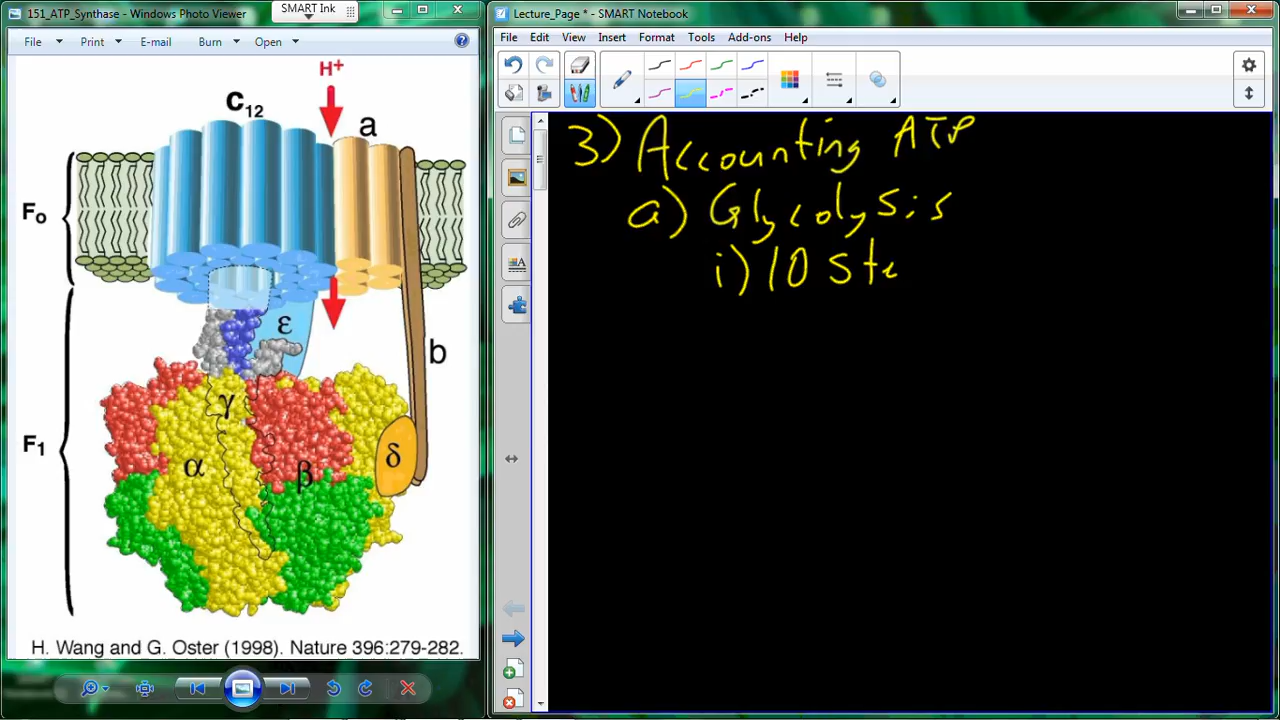 151_ATP_Synthase - Windows Photo Viewer
SMART Ink
File Print E-mail Burn Open
H+
c12
a
Fo
ε
b
γ
F1
α
β
δ
H. Wang and G. Oster (1998). Nature 396:279-282.
Lecture_Page * - SMART Notebook
File Edit View Insert Format Tools Add-ons Help
3) Accounting ATP
a) Glycolysis
i) 10 Ste